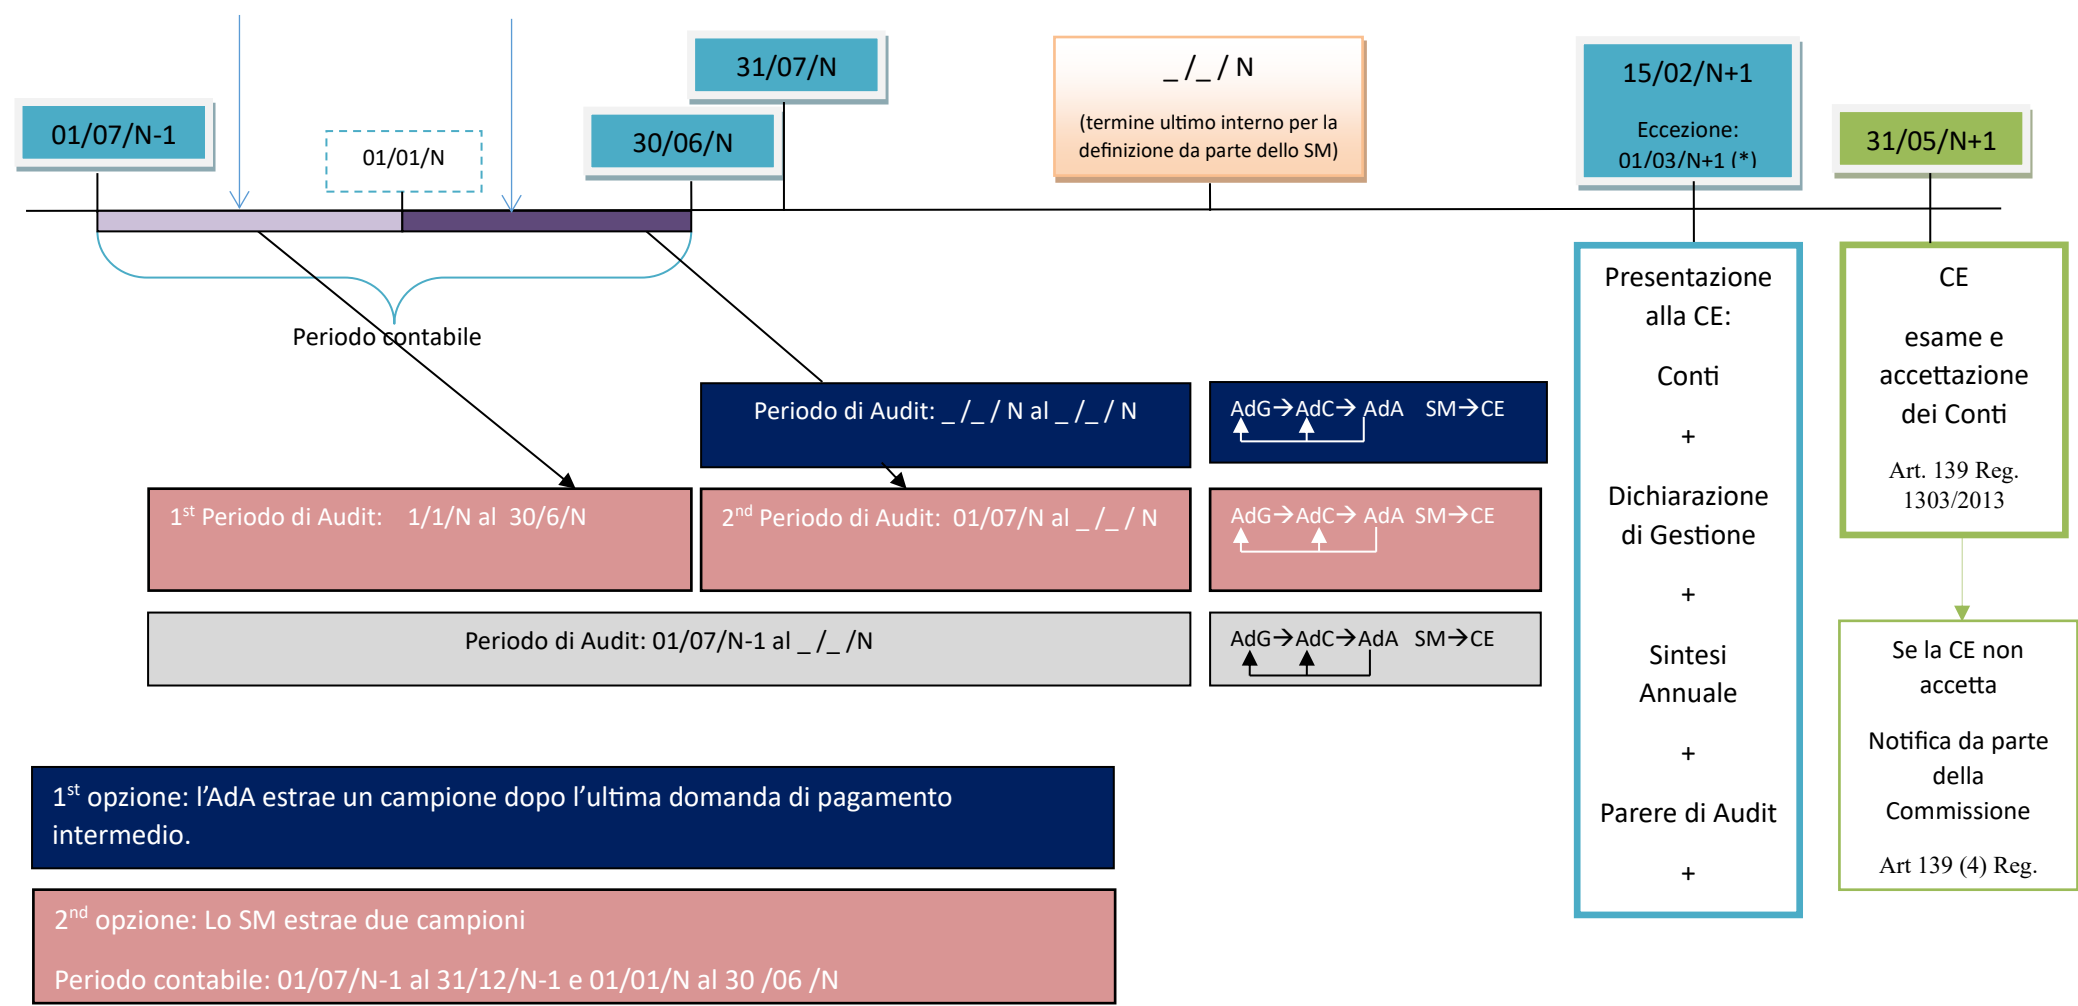 01/07/N-1
01/01/N
30/06/N
31/07/N
_ /_ / N
(termine ultimo interno per la
definizione da parte dello SM)
15/02/N+1
Eccezione:
01/03/N+1 (*)
31/05/N+1
Periodo contabile
Periodo di Audit: _ /_ / N al _ /_ / N
AdG→AdC→ AdA SM→CE
1st Periodo di Audit: 1/1/N al 30/6/N
2nd Periodo di Audit: 01/07/N al _ /_ / N
AdG→AdC→ AdA SM→CE
Periodo di Audit: 01/07/N-1 al _ /_ /N
AdG→AdC→AdA SM→CE
Presentazione
alla CE:
Conti
+
Dichiarazione
di Gestione
+
Sintesi
Annuale
+
Parere di Audit
+
CE
esame e
accettazione
dei Conti
Art. 139 Reg.
1303/2013
Se la CE non
accetta
Notifica da parte
della
Commissione
Art 139 (4) Reg.
1st opzione: l'AdA estrae un campione dopo l'ultima domanda di pagamento
intermedio.
2nd opzione: Lo SM estrae due campioni
Periodo contabile: 01/07/N-1 al 31/12/N-1 e 01/01/N al 30 /06 /N